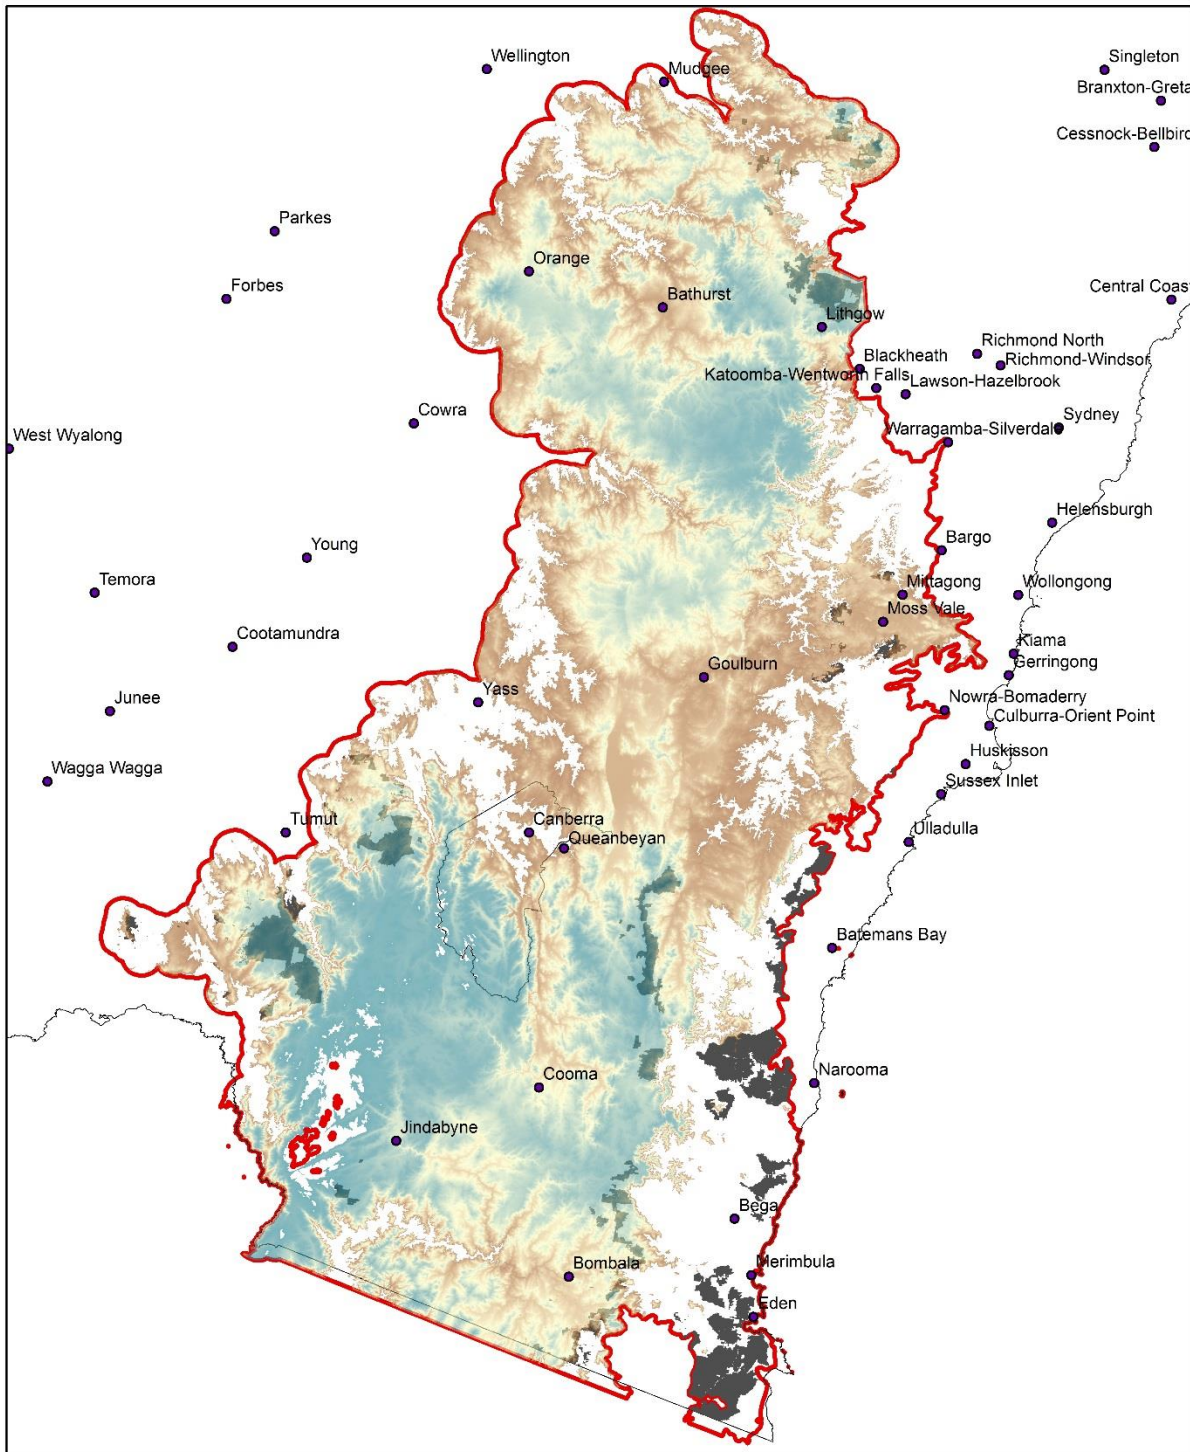 Wellington
Mudgee
Singleton
Branxton-Greta
Cessnock-Bellbird
Parkes
Orange
Forbes
Bathurst
Central Coast
Lithgow
Richmond North
Blackheath
Richmond-Windsor
Katoomba-Wentworth Falls
Lawson-Hazelbrook
Cowra
Sydney
West Wyalong
Warragamba-Silverdale
Helensburgh
Bargo
Young
Temora
Mittagong
Wollongong
Moss Vale
Cootamundra
Kiama
Gerringong
Goulburn
Yass
Junee
Nowra-Bomaderry
Culburra-Orient Point
Huskisson
Wagga Wagga
Sussex Inlet
Tumut
Canberra
Ulladulla
Queanbeyan
Batemans Bay
Cooma
Narooma
Jindabyne
Bega
Bombala
Merimbula
Eden